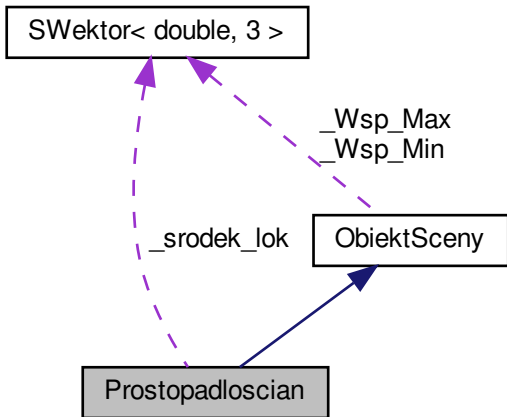 SWektor< double, 3 >
_Wsp_Max
_Wsp_Min
_srodek_lok
ObiektSceny
Prostopadloscian